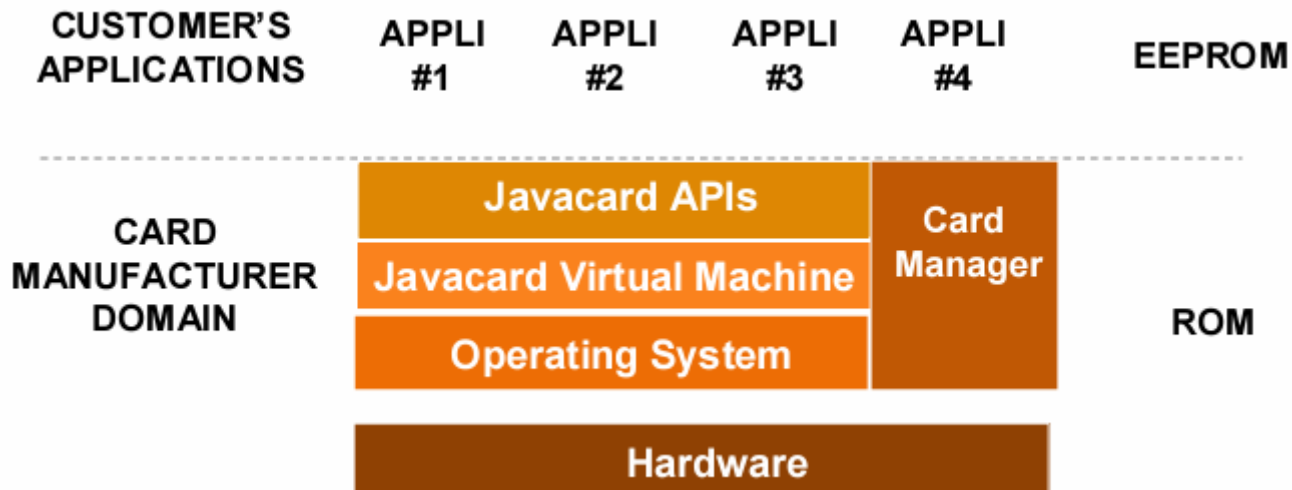 CUSTOMER'S
APPLICATIONS
APPLI
#1
APPLI
#2
APPLI
#3
APPLI
#4
EEPROM
CARD
MANUFACTURER
DOMAIN
Javacard APIs
Javacard Virtual Machine
Operating System
Card
Manager
ROM
Hardware